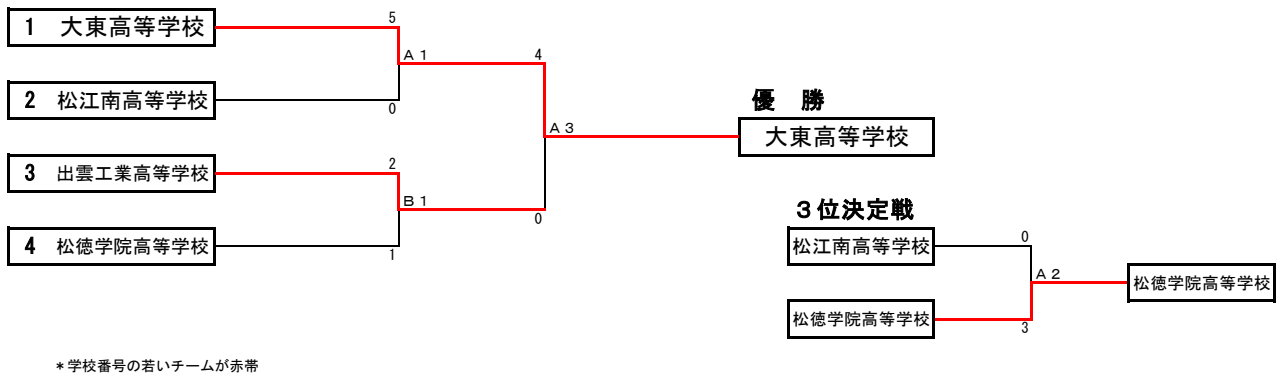 1 大東高等学校
5
A1
4
2 松江南高等学校
0
優 勝
A3
大東高等学校
3 出雲工業高等学校
2
B1
0
4 松徳学院高等学校
1
3位決定戦
松江南高等学校
0
A2
松徳学院高等学校
松徳学院高等学校
3
*学校番号の若いチームが赤帯